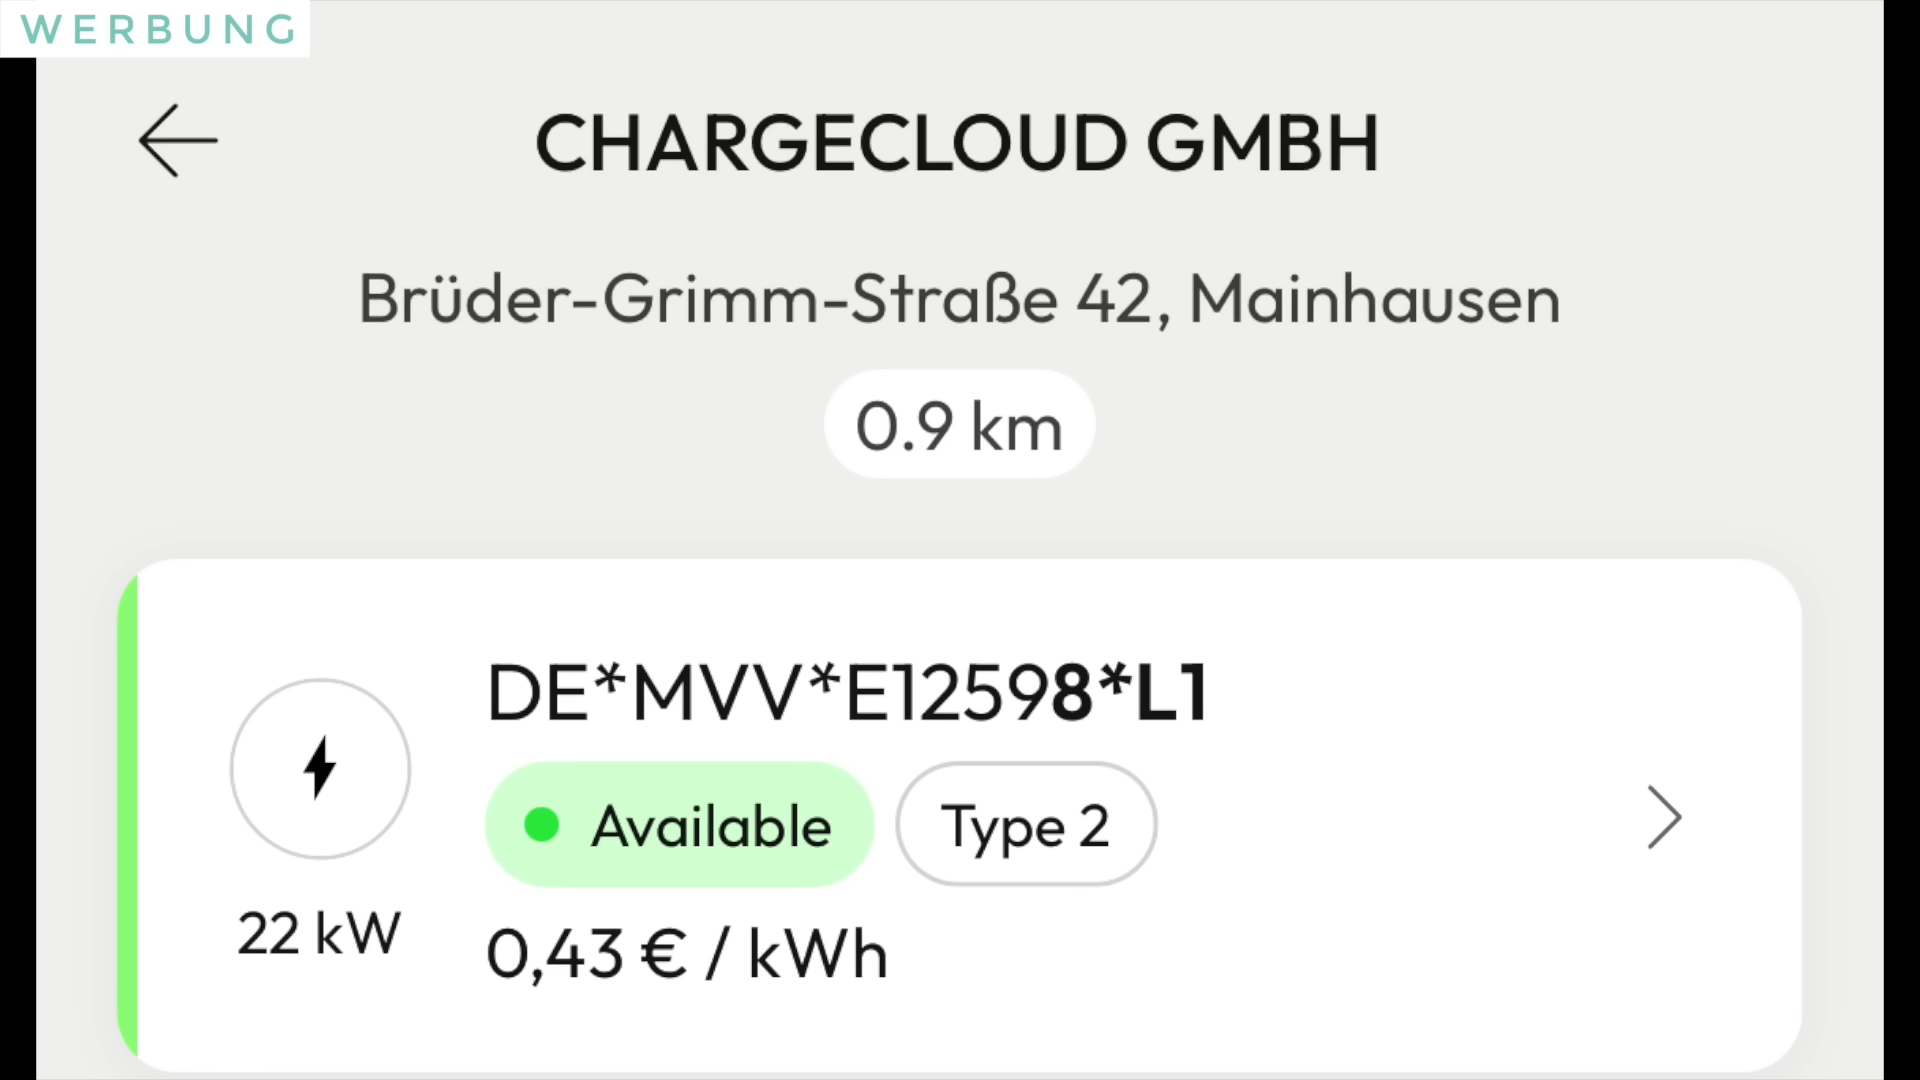 WERBUNG
CHARGECLOUD GMBH
Brüder-Grimm-Straße 42, Mainhausen
0.9 km
DE*MVV*E12598*L1
Available
Type 2
22 kW
0,43 € / kWh